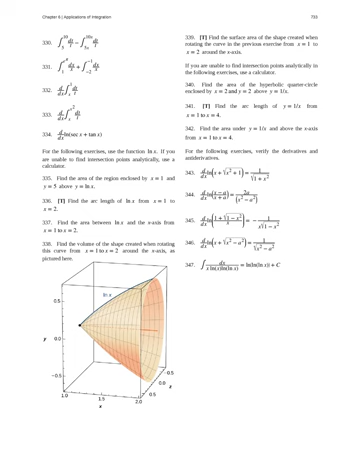 Chapter 6 | Applications of Integration
733
330. ∫_5^10 dt/t − ∫_{5x}^{10x} dt/t
331. ∫_1^{e^π} dx/x + ∫_{−2}^{−1} dx/x
332. d/dx ∫_x^1 dt/t
333. d/dx ∫_x^{x^2} dt/t
334. d/dx ln(sec x + tan x)
For the following exercises, use the function ln x. If you
are unable to find intersection points analytically, use a
calculator.
335. Find the area of the region enclosed by x = 1 and
y = 5 above y = ln x.
336. [T] Find the arc length of ln x from x = 1 to
x = 2.
337. Find the area between ln x and the x-axis from
x = 1 to x = 2.
338. Find the volume of the shape created when rotating
this curve from x = 1 to x = 2 around the x-axis, as
pictured here.
ln x
0.5
y 0.0
−0.5
1.0
1.5
2.0
x
−0.5
0.0
0.5
z
339. [T] Find the surface area of the shape created when
rotating the curve in the previous exercise from x = 1 to
x = 2 around the x-axis.
If you are unable to find intersection points analytically in
the following exercises, use a calculator.
340. Find the area of the hyperbolic quarter-circle
enclosed by x = 2 and y = 2 above y = 1/x.
341. [T] Find the arc length of y = 1/x from
x = 1 to x = 4.
342. Find the area under y = 1/x and above the x-axis
from x = 1 to x = 4.
For the following exercises, verify the derivatives and
antiderivatives.
343. d/dx ln(x + √(x^2 + 1)) = 1/√(1 + x^2)
344. d/dx ln((x − a)/(x + a)) = 2a/(x^2 − a^2)
345. d/dx ln((1 + √(1 − x^2))/x) = − 1/(x√(1 − x^2))
346. d/dx ln(x + √(x^2 − a^2)) = 1/√(x^2 − a^2)
347. ∫ dx/(x ln(x)ln(ln x)) = ln(ln(ln x)) + C